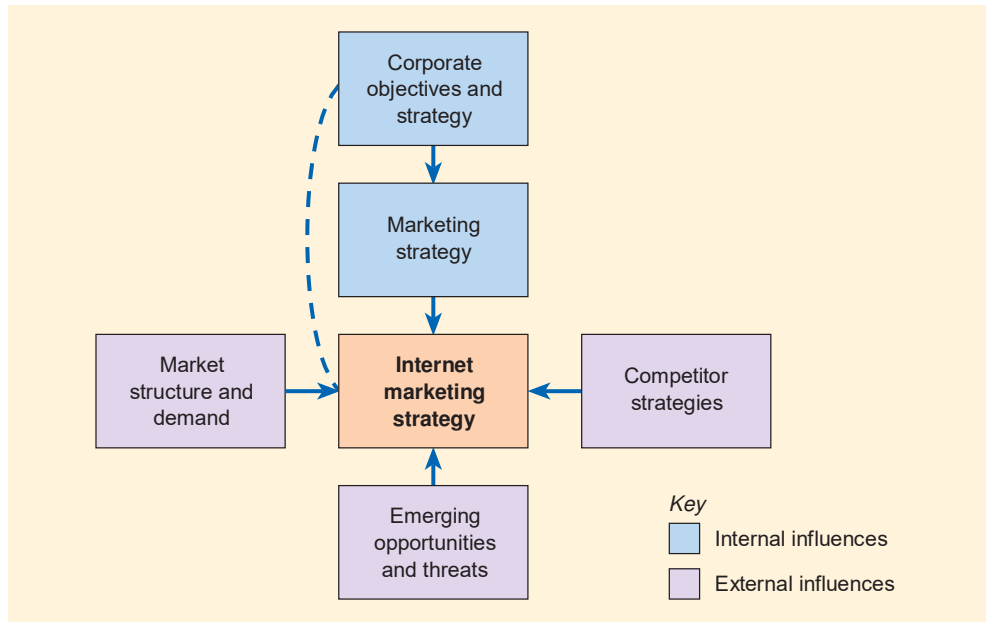 Corporate
objectives and
strategy
Marketing
strategy
Market
structure and
demand
Internet
marketing
strategy
Competitor
strategies
Emerging
opportunities
and threats
Key
Internal influences
External influences